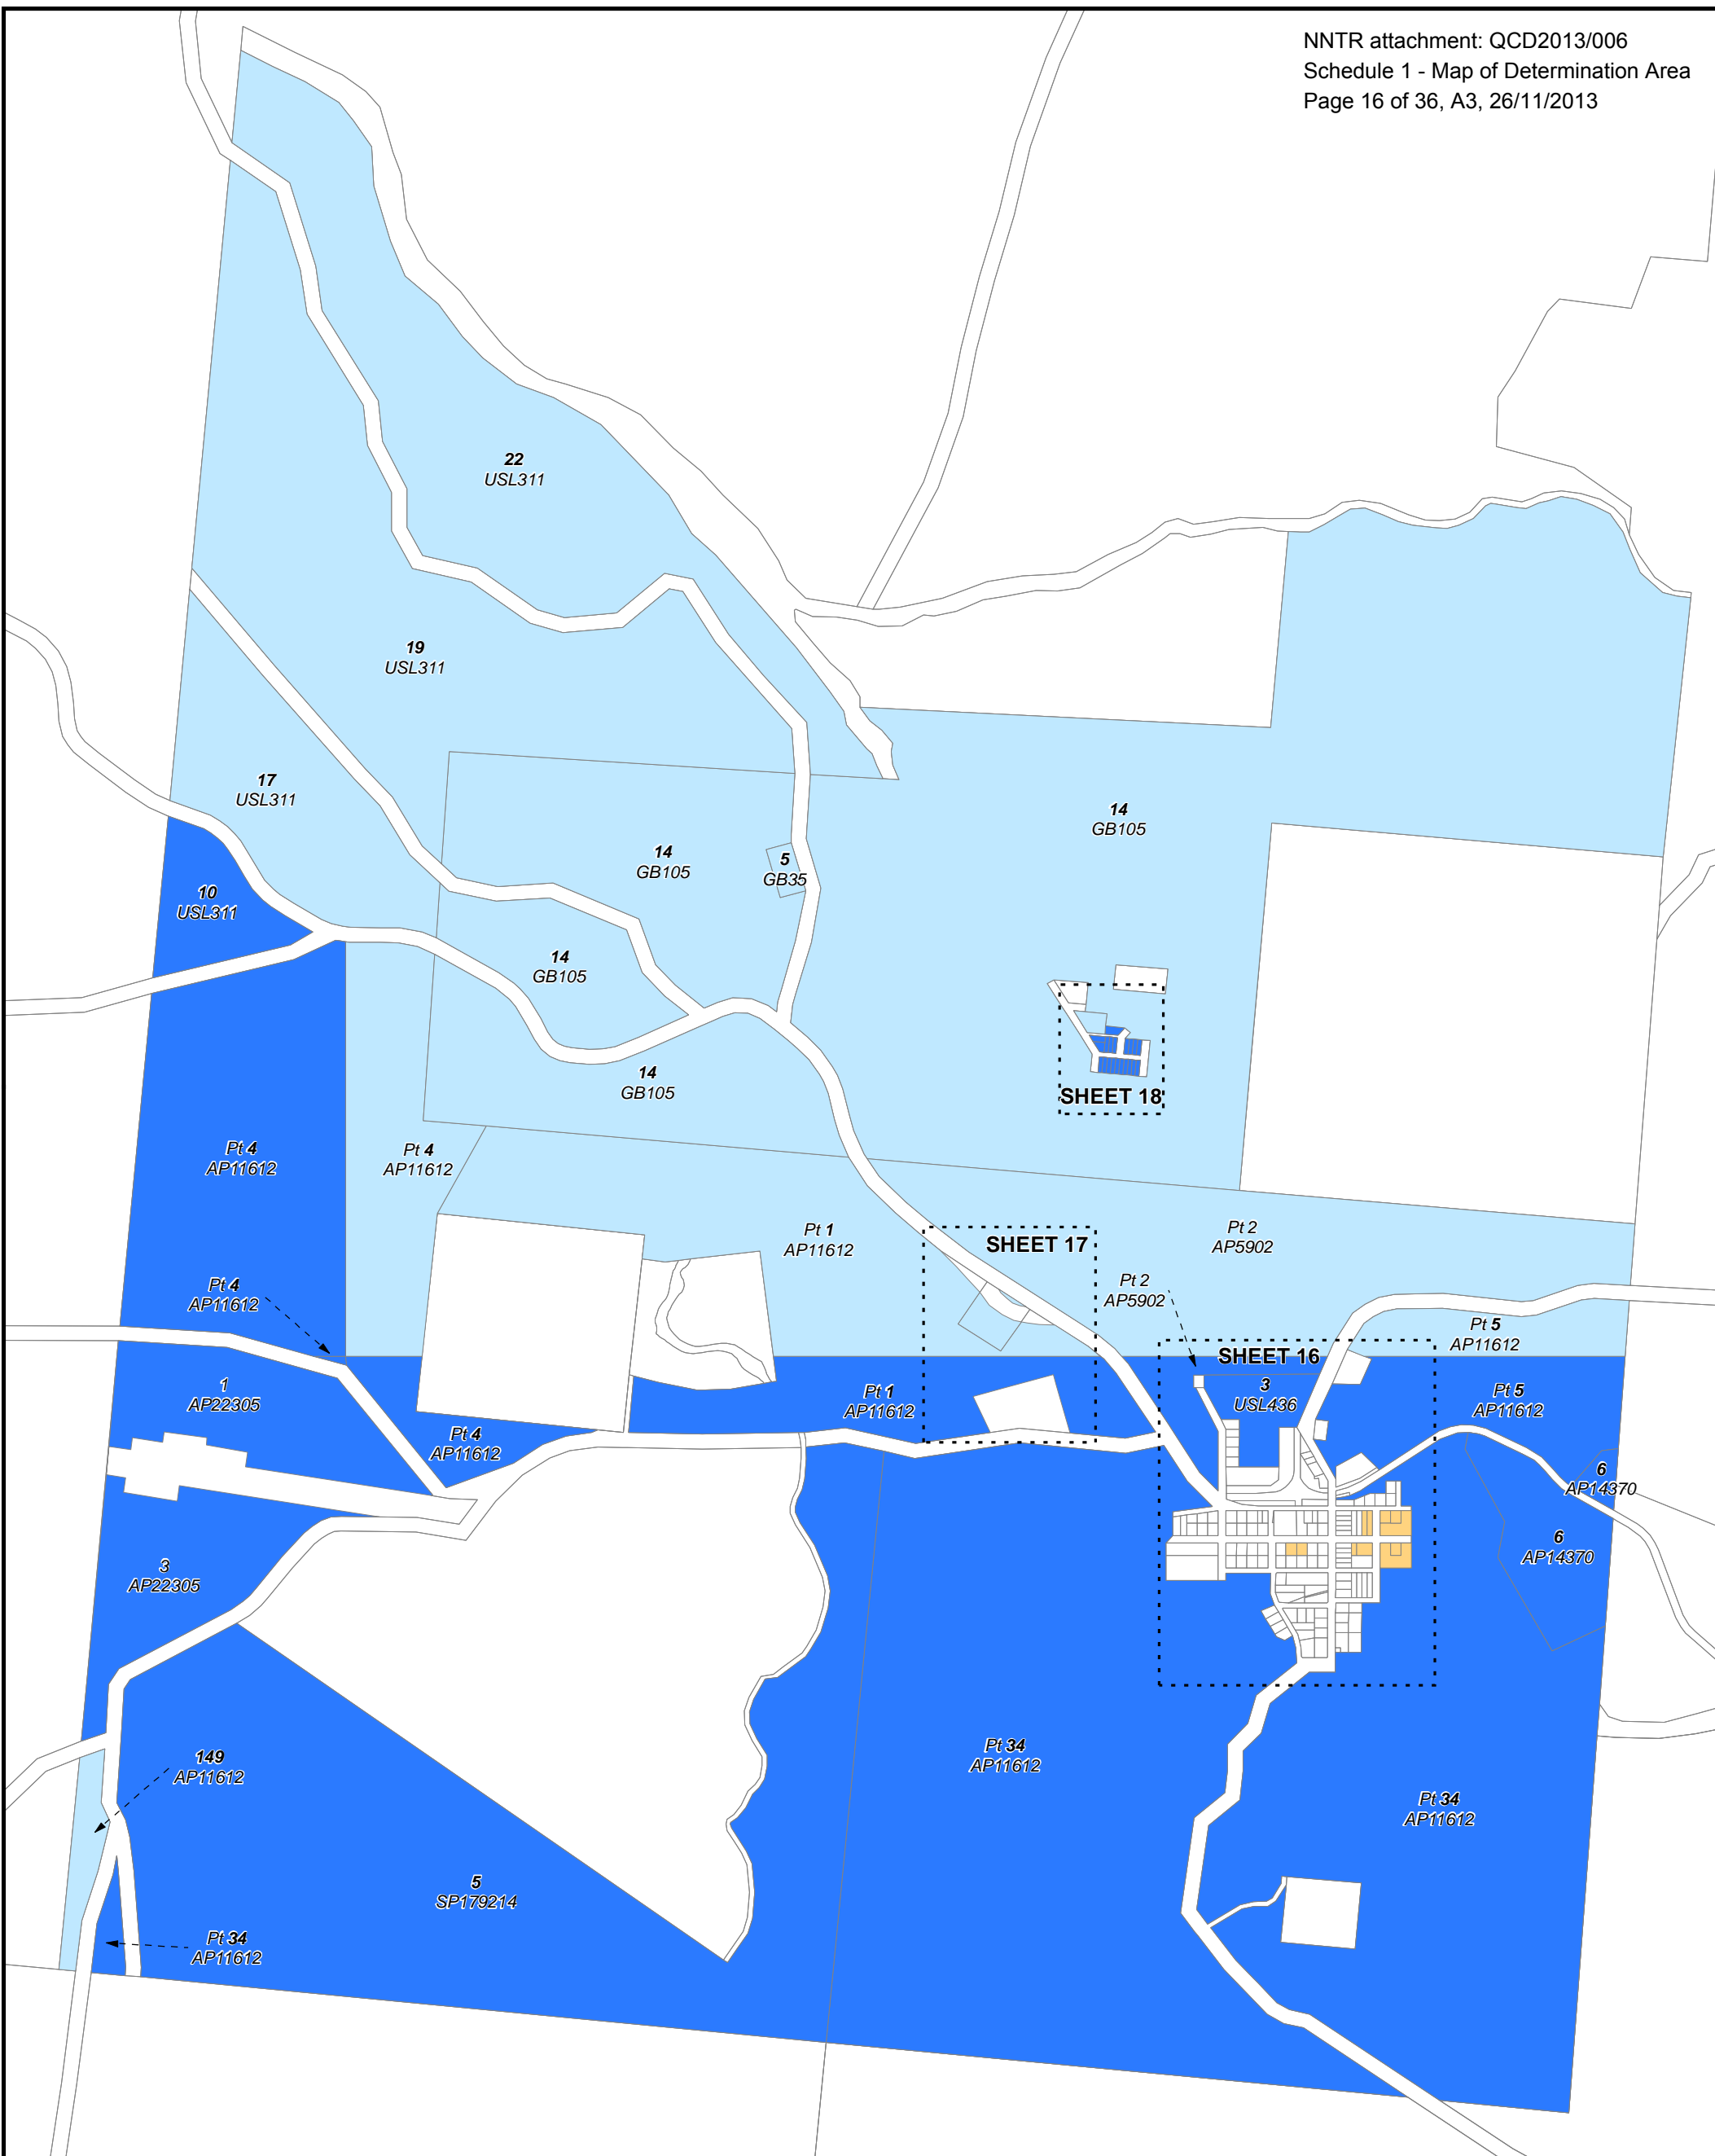 NNTR attachment: QCD2013/006
Schedule 1 - Map of Determination Area
Page 16 of 36, A3, 26/11/2013
22
USL311
19
USL311
17
USL311
14
GB105
14
GB105
5
GB35
10
USL311
14
GB105
14
GB105
SHEET 18
Pt 4
AP11612
Pt 4
AP11612
Pt 1
AP11612
SHEET 17
Pt 2
AP5902
Pt 2
AP5902
Pt 4
AP11612
Pt 5
AP11612
SHEET 16
1
AP22305
3
USL436
Pt 1
AP11612
Pt 5
AP11612
Pt 4
AP11612
6
AP14370
3
AP22305
6
AP14370
149
AP11612
Pt 34
AP11612
Pt 34
AP11612
5
SP179214
Pt 34
AP11612